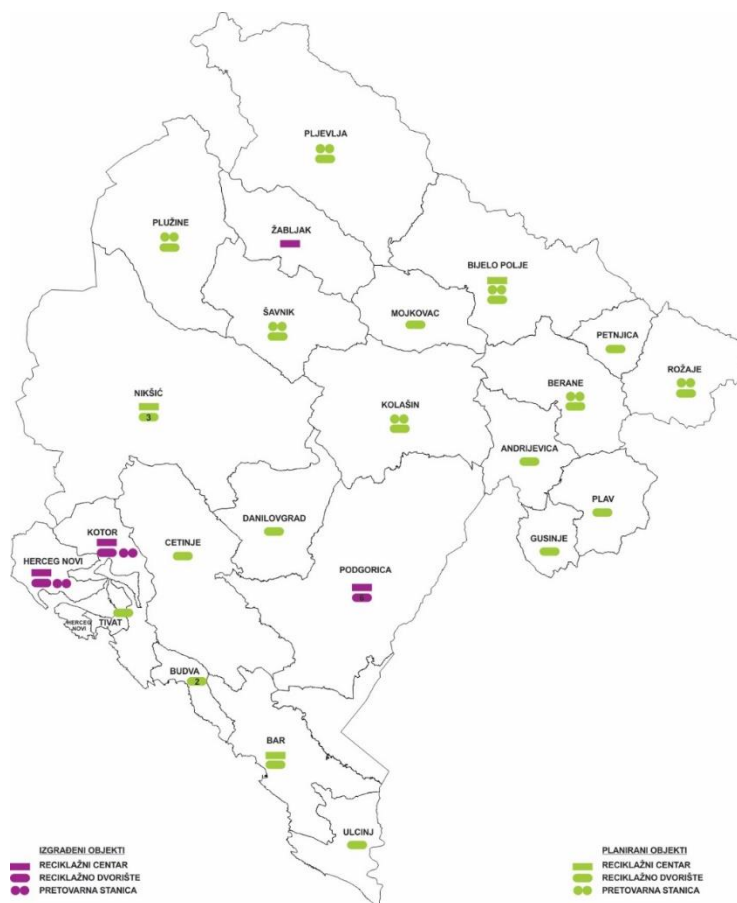 PLJEVLJA
PLUŽINE
ŽABLJAK
BIJELO POLJE
ŠAVNIK
MOJKOVAC
PETNJICA
ROŽAJE
BERANE
NIKŠIĆ
3
KOLAŠIN
ANDRIJEVICA
PLAV
DANILOVGRAD
GUSINJE
KOTOR
CETINJE
HERCEG NOVI
PODGORICA
HERCEG
NOVI
TIVAT
BUDVA
2
BAR
ULCINJ
IZGRAĐENI OBJEKTI
RECIKLAŽNI CENTAR
RECIKLAŽNO DVORIŠTE
PRETOVARNA STANICA
PLANIRANI OBJEKTI
RECIKLAŽNI CENTAR
RECIKLAŽNO DVORIŠTE
PRETOVARNA STANICA